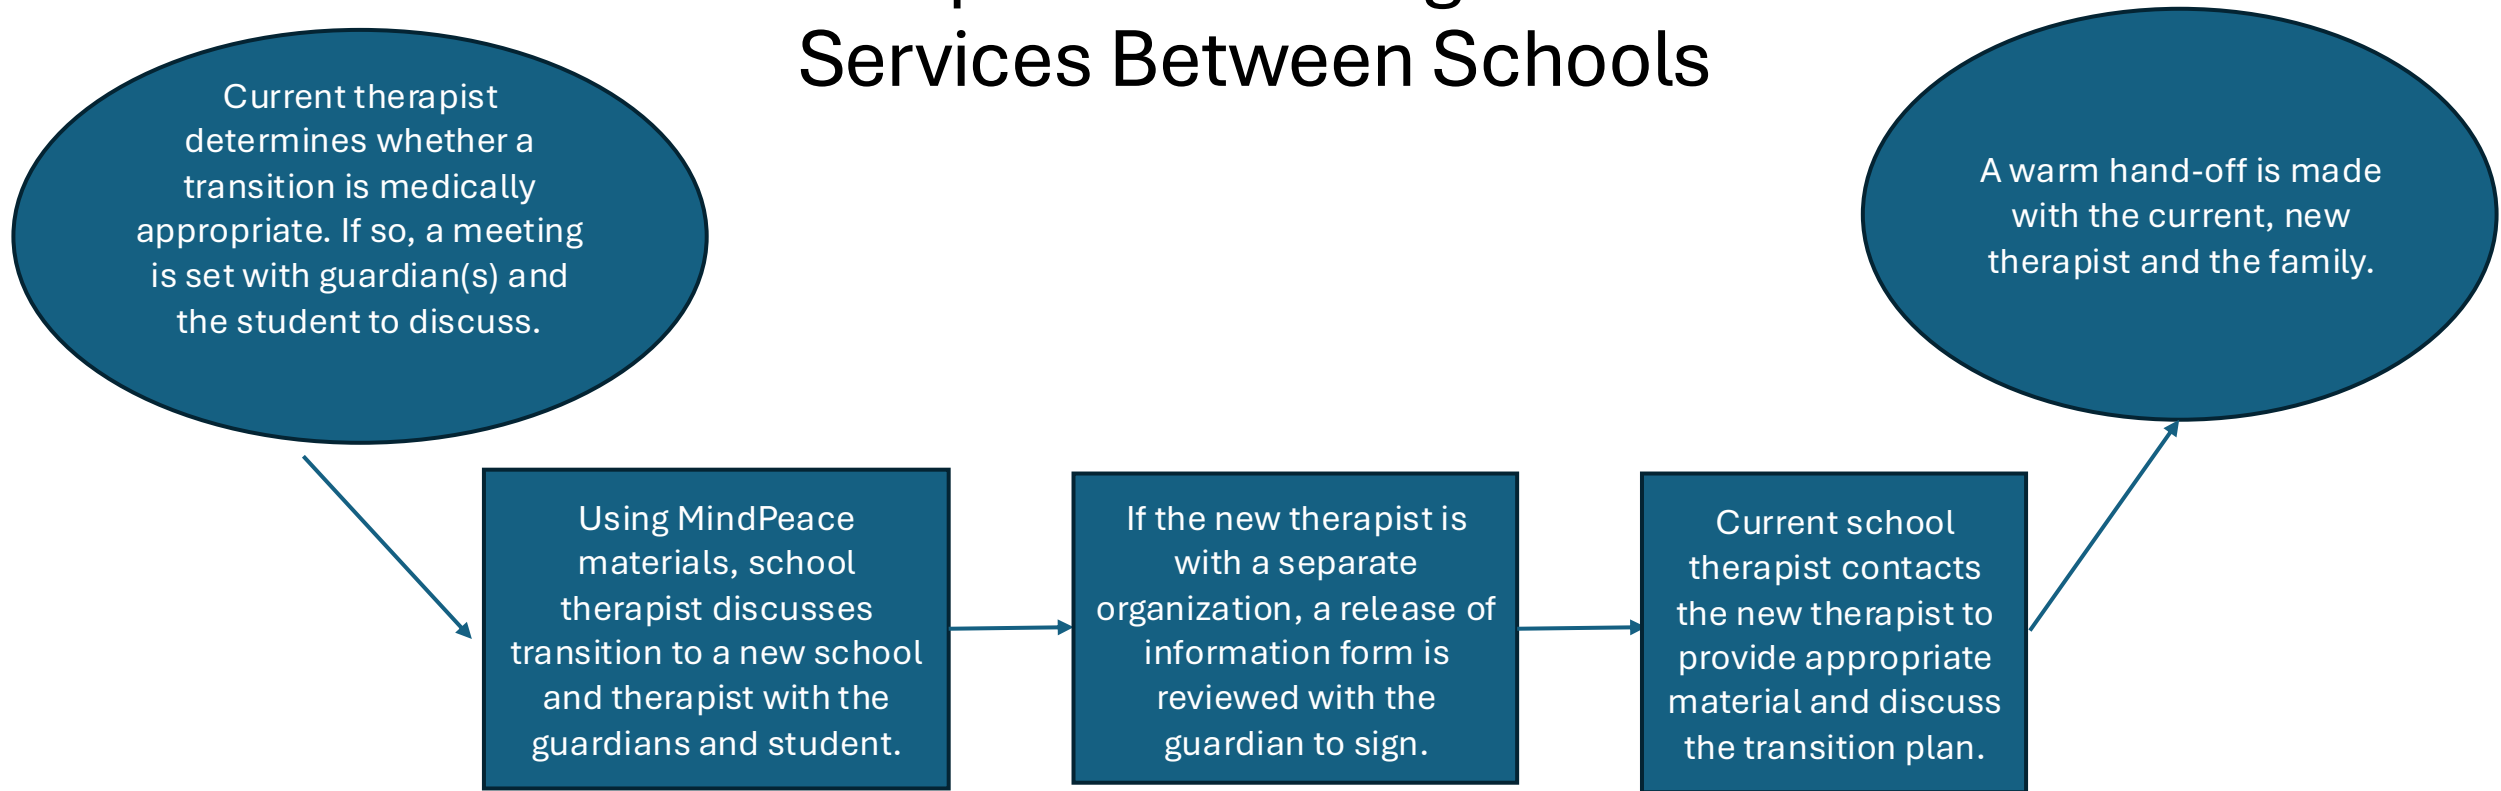 Services Between Schools
Current therapist
determines whether a
transition is medically
appropriate. If so, a meeting
is set with guardian(s) and
the student to discuss.
Using MindPeace
materials, school
therapist discusses
transition to a new school
and therapist with the
guardians and student.
If the new therapist is
with a separate
organization, a release of
information form is
reviewed with the
guardian to sign.
Current school
therapist contacts
the new therapist to
provide appropriate
material and discuss
the transition plan.
A warm hand-off is made
with the current, new
therapist and the family.